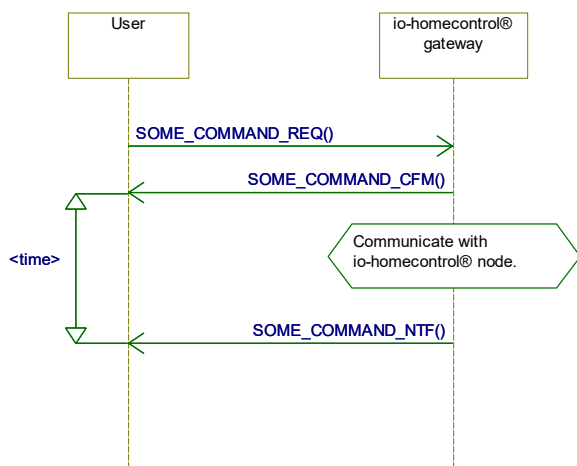 User
io-homecontrol®
gateway
SOME_COMMAND_REQ()
SOME_COMMAND_CFM()
Communicate with
io-homecontrol® node.
<time>
SOME_COMMAND_NTF()